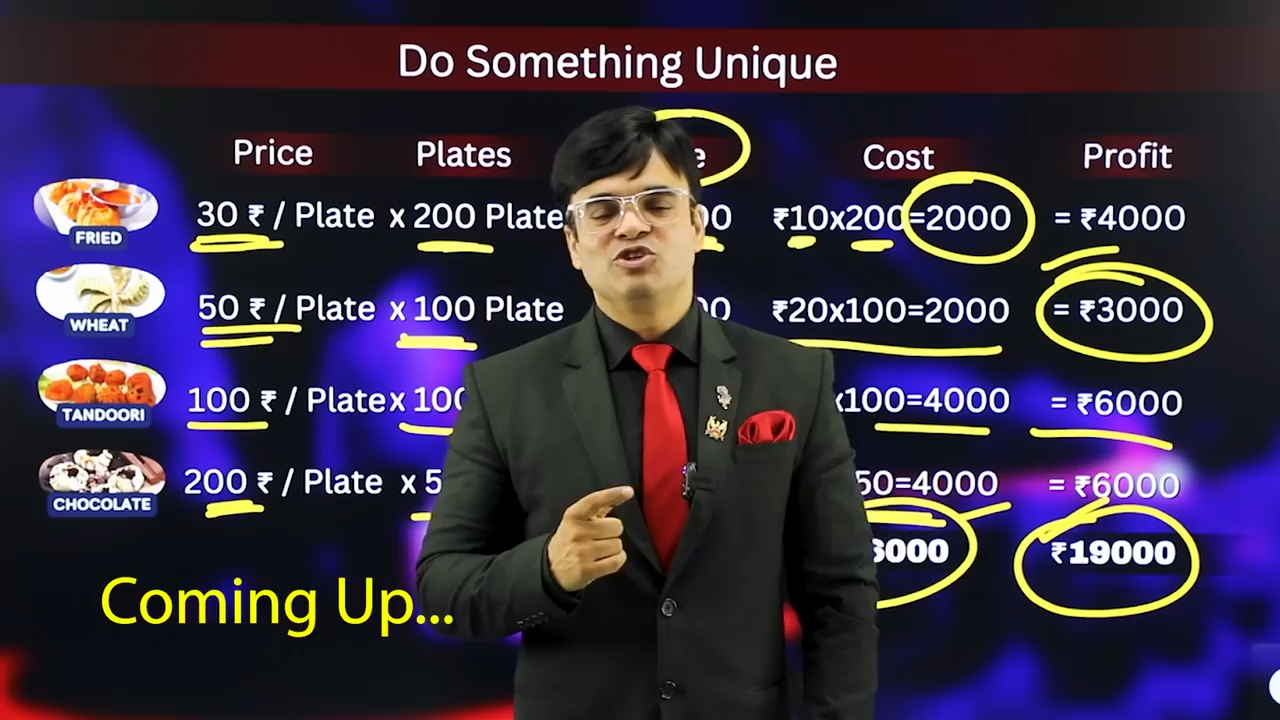 Do Something Unique
Price Plates Cost Profit
FRIED
30 ₹ / Plate x 200 Plate ₹10x200=2000 = ₹4000
WHEAT
50 ₹ / Plate x 100 Plate ₹20x100=2000 = ₹3000
TANDOORI
100 ₹ / Plate x 100 x100=4000 = ₹6000
CHOCOLATE
200 ₹ / Plate x 5 50=4000 = ₹6000
₹19000
Coming Up...